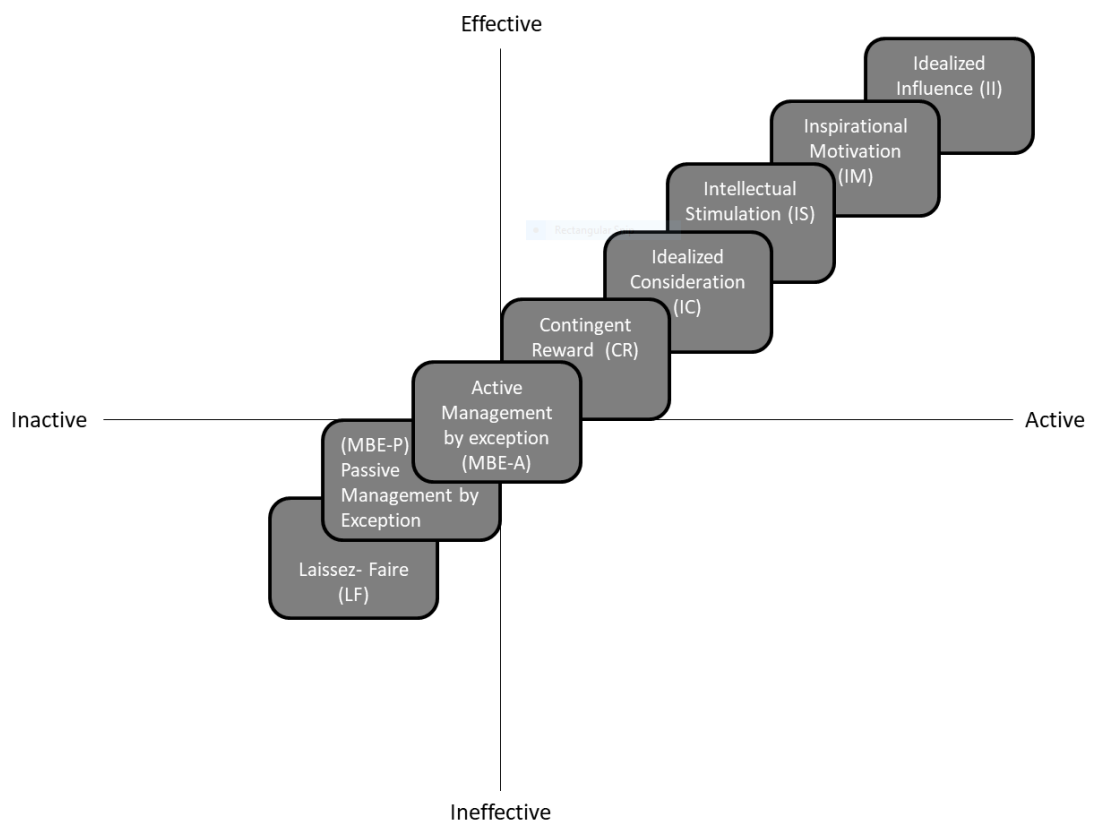 Effective
Idealized
Influence (II)
Inspirational
Motivation
(IM)
Intellectual
Stimulation (IS)
Rectangular
Idealized
Consideration
(IC)
Contingent
Reward (CR)
Active
Management
by exception
(MBE-A)
Inactive
Active
(MBE-P)
Passive
Management by
Exception
Laissez- Faire
(LF)
Ineffective